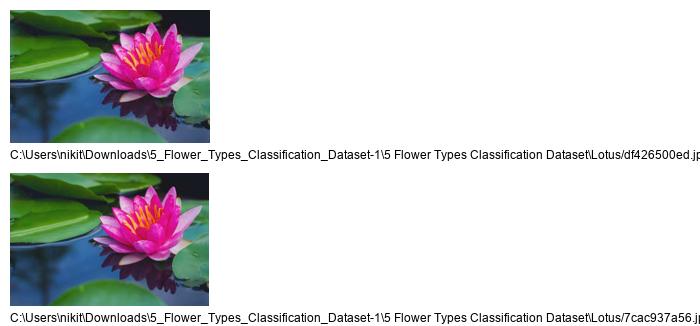 C:\Users\nikit\Downloads\5_Flower_Types_Classification_Dataset-1\5 Flower Types Classification Dataset\Lotus/df426500ed.jp
C:\Users\nikit\Downloads\5_Flower_Types_Classification_Dataset-1\5 Flower Types Classification Dataset\Lotus/7cac937a56.jp